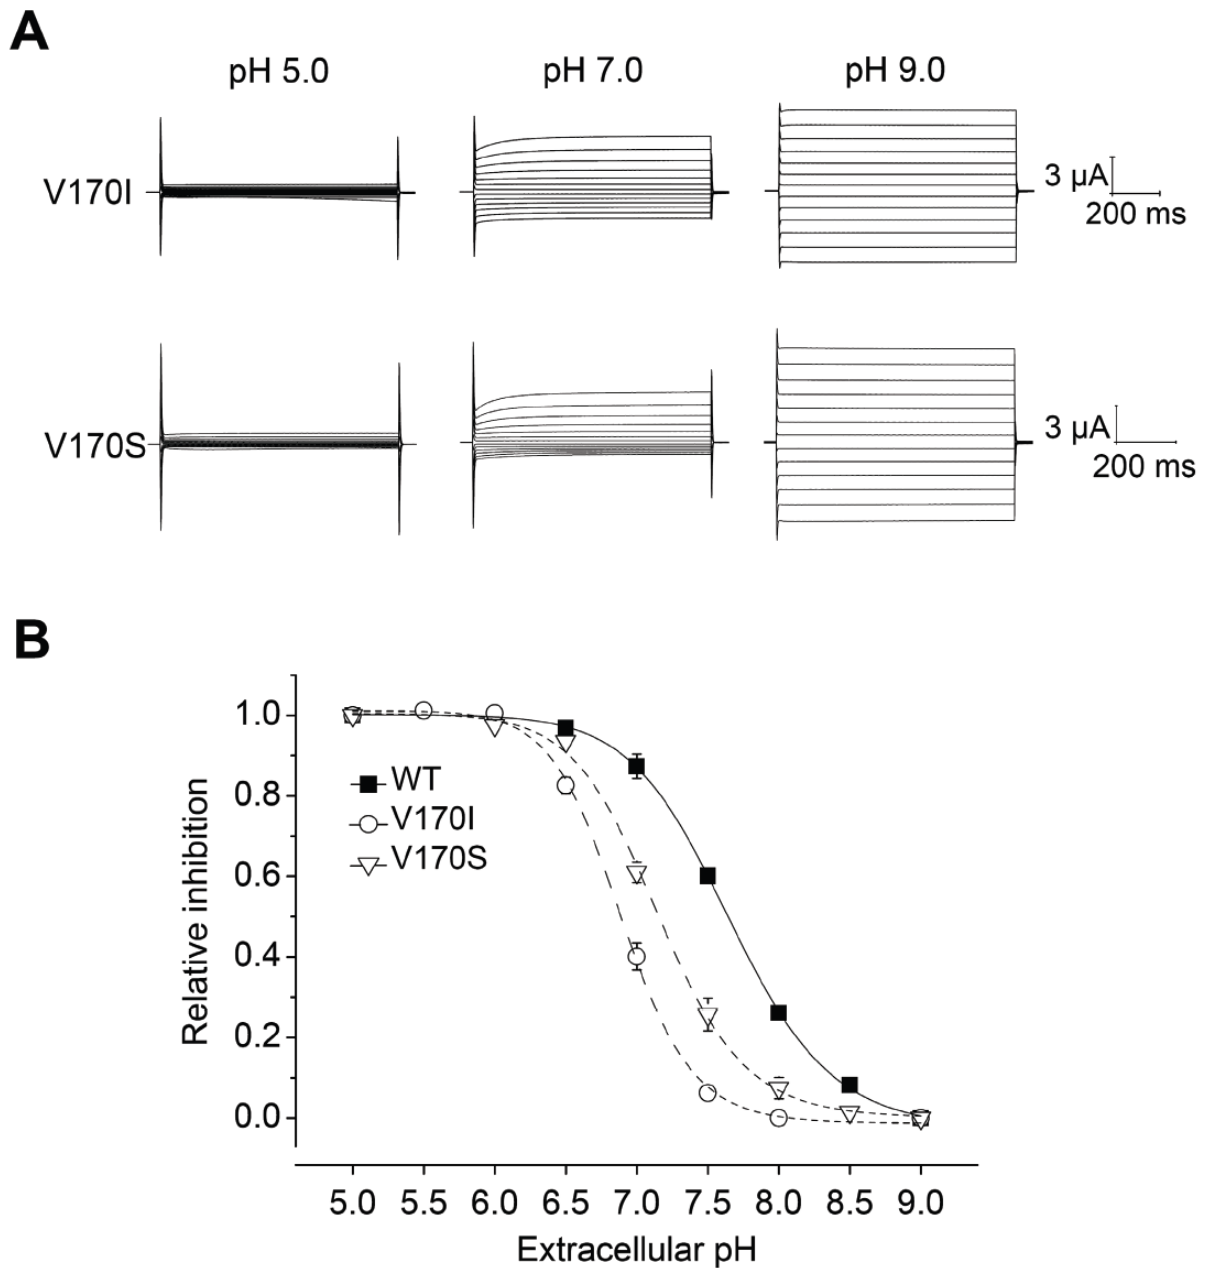 A
pH 5.0 pH 7.0 pH 9.0
V170I
3 µA
200 ms
V170S
3 µA
200 ms
B
1.0
0.8
0.6
0.4
0.2
0.0
Relative inhibition
WT
V170I
V170S
5.0 5.5 6.0 6.5 7.0 7.5 8.0 8.5 9.0
Extracellular pH